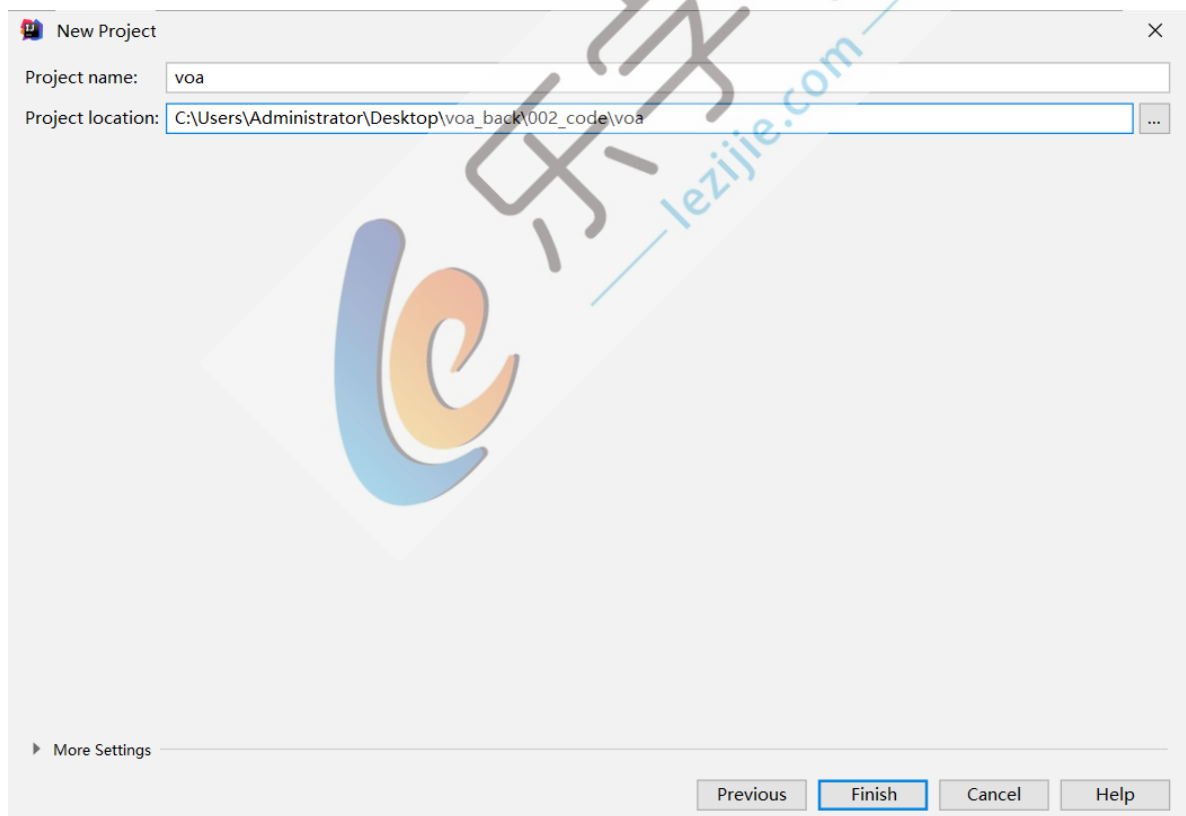 New Project
Project name: voa
Project location: C:\Users\Administrator\Desktop\voa_back\002_code\voa ...
乐字
lezijie.com
More Settings
Previous Finish Cancel Help